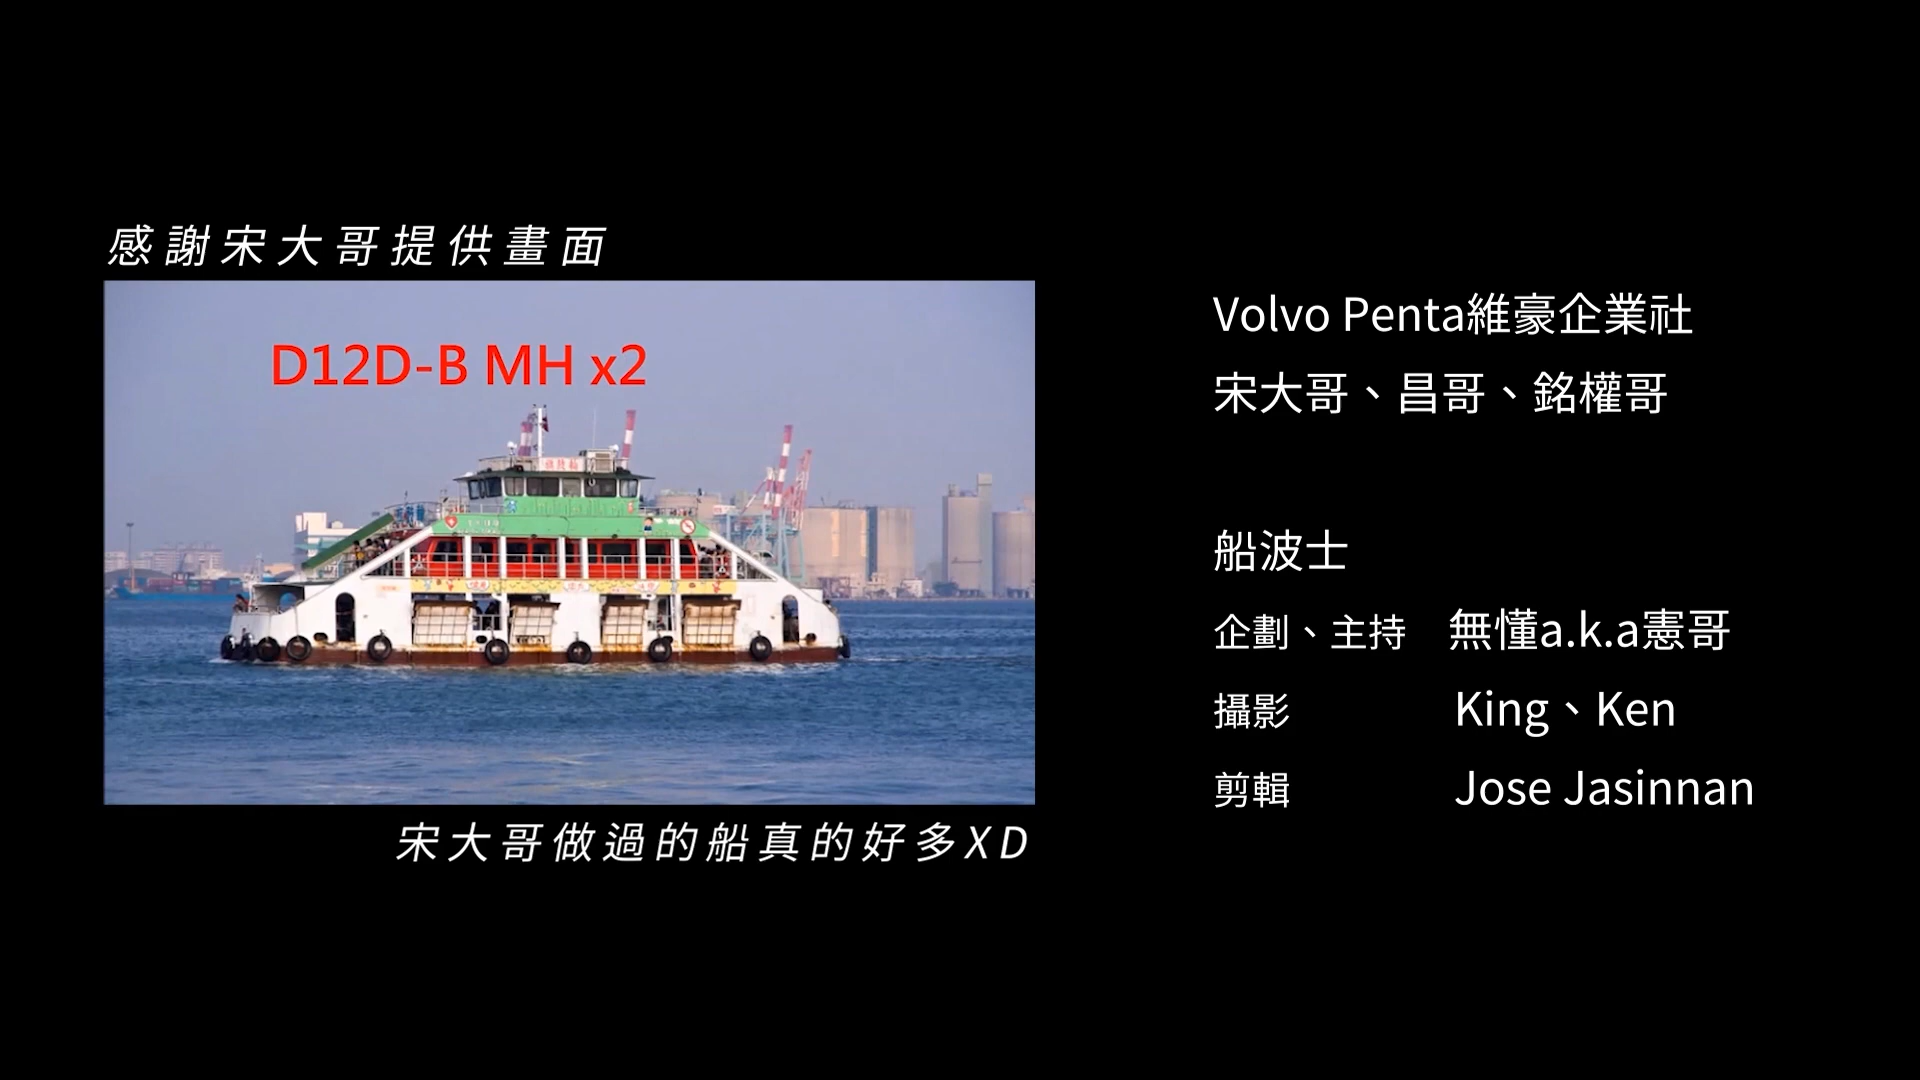 感謝宋大哥提供畫面
D12D-B MH x2
宋大哥做過的船真的好多XD
Volvo Penta維豪企業社
宋大哥、昌哥、銘權哥
船波士
企劃、主持 無懂a.k.a憲哥
攝影 King、Ken
剪輯 Jose Jasinnan